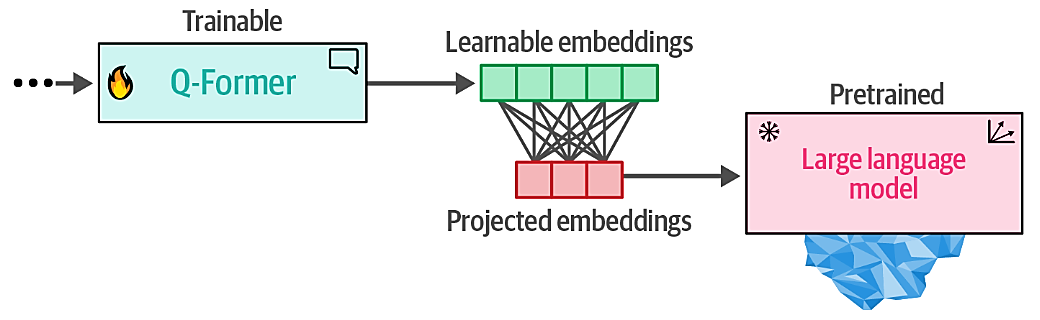 Trainable
Q-Former
Learnable embeddings
Projected embeddings
Pretrained
Large language
model